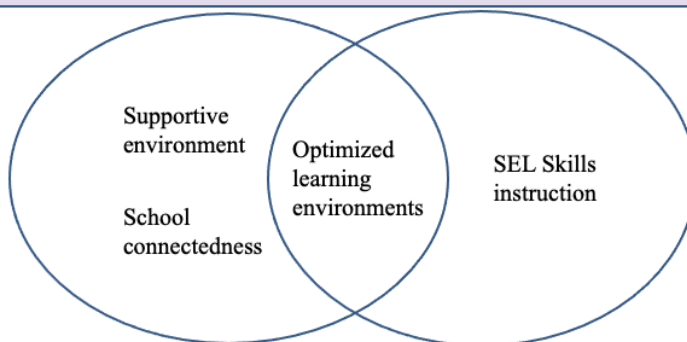 Supportive
environment
School
connectedness
Optimized
learning
environments
SEL Skills
instruction